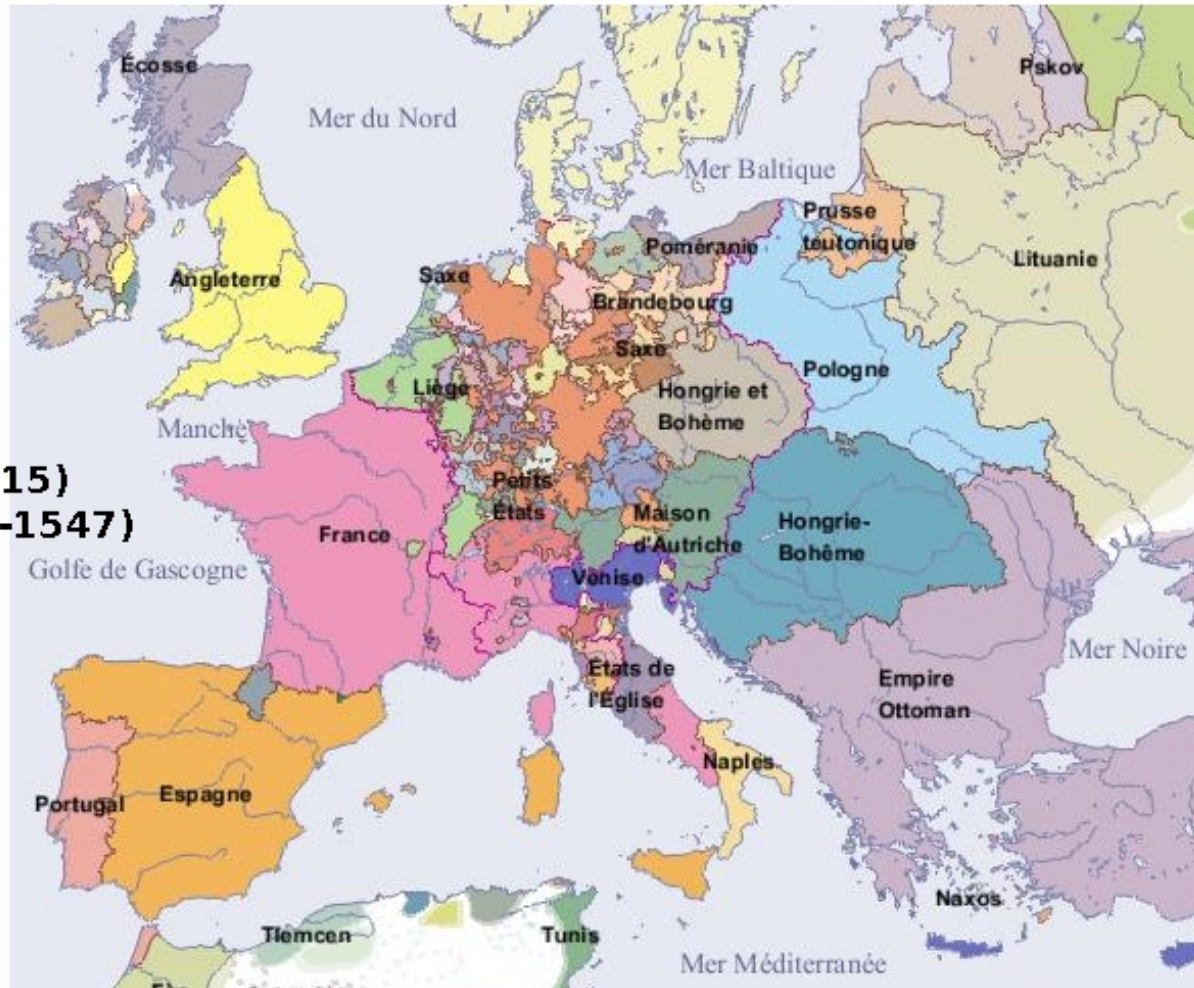 Écosse
Pskov
Mer du Nord
Mer Baltique
Prusse
teutonique
Poméranie
Lituanie
Angleterre
Saxe
Brandebourg
Saxe
Pologne
Liège
Hongrie et
Bohème
Manche
15)
-1547)
Petits
États
Maison
d'Autriche
Hongrie-
Bohême
France
Golfe de Gascogne
Venise
Mer Noire
États de
l'Église
Empire
Ottoman
Naples
Portugal
Espagne
Naxos
Tlemcen
Tunis
Mer Méditerranée